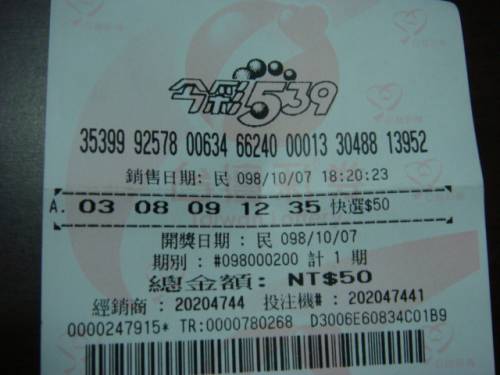 今彩539
35399 92578 00634 66240 00013 30488 13952
銷售日期: 民 098/10/07 18:20:23
A. 03 08 09 12 35 快選$50
開獎日期 : 民 098/10/07
期別 : #098000200 計 1 期
總金額: NT$50
經銷商 : 20204744 投注機# : 202047441
0000247915* TR:0000780268 D3006E60834C01B9